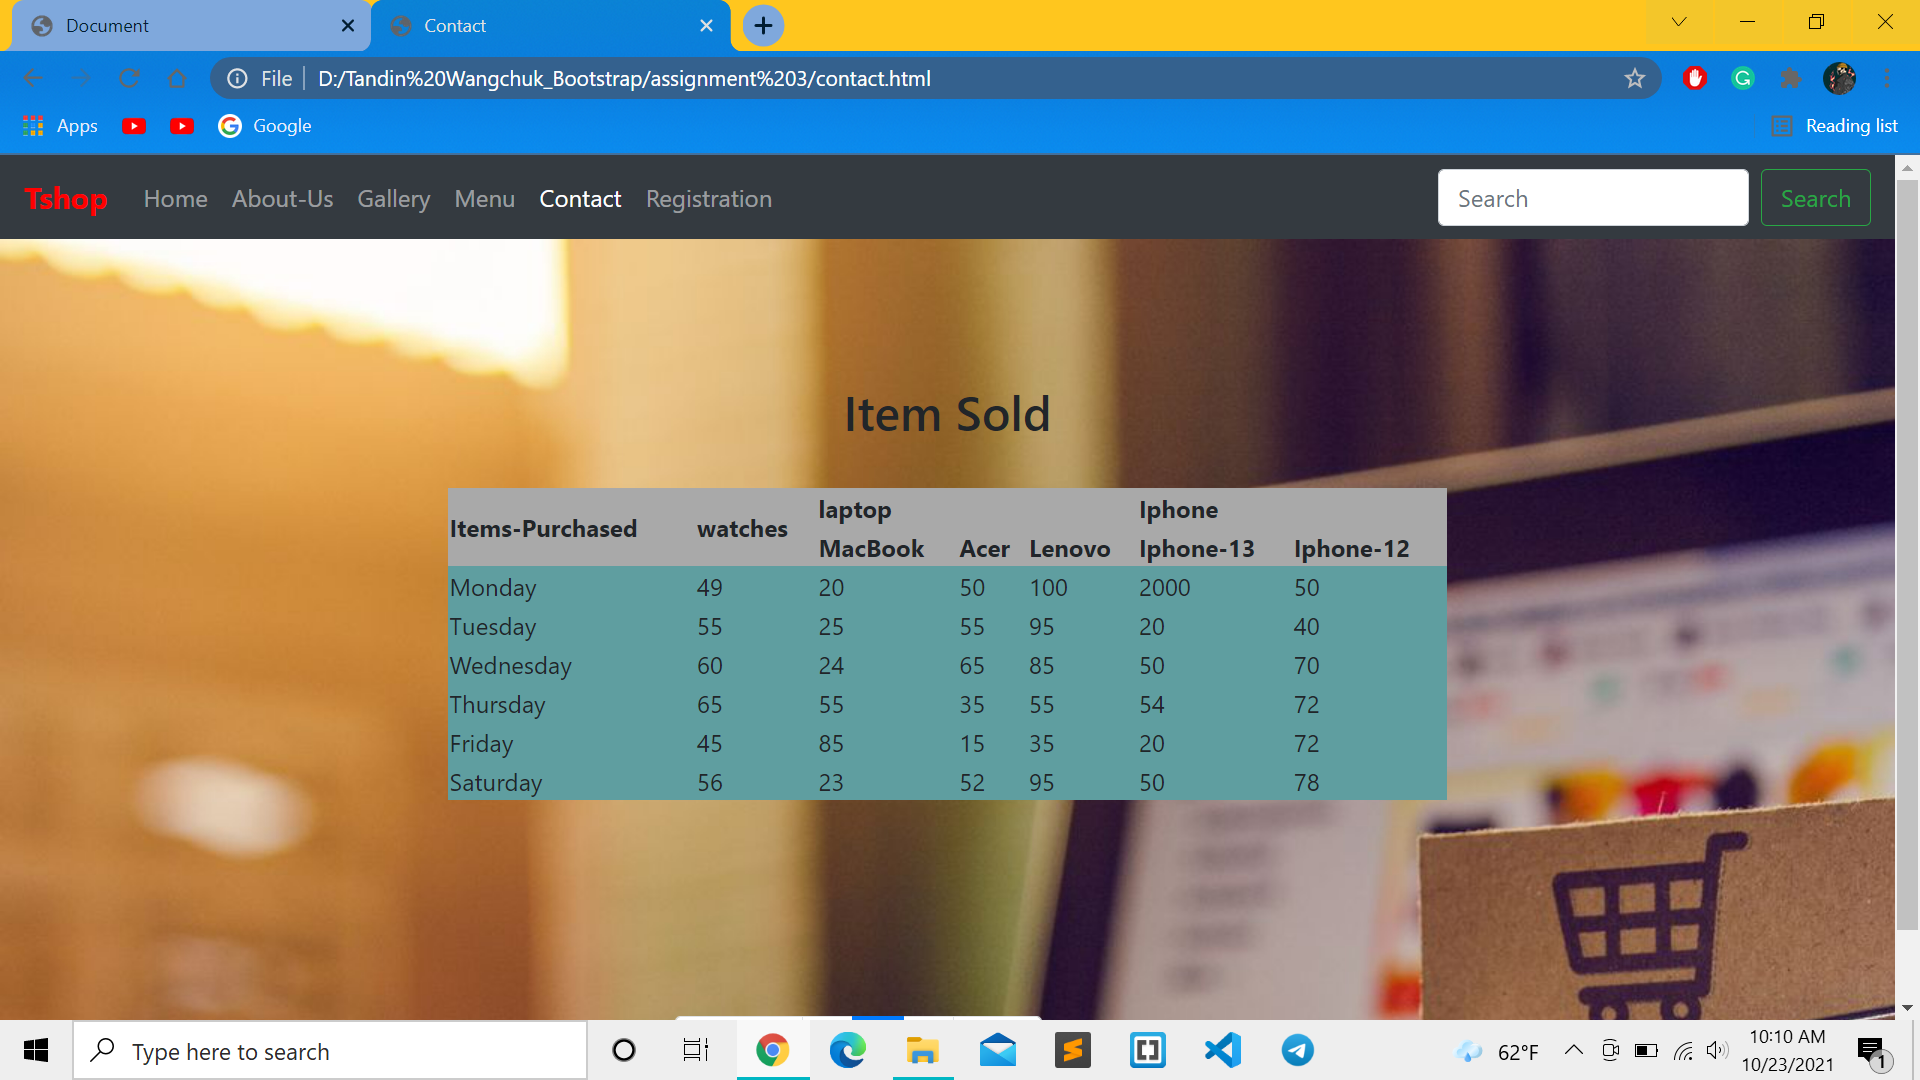 Document
Contact
File
D:/Tandin%20Wangchuk_Bootstrap/assignment%203/contact.html
Apps
Google
Reading list
Tshop Home About-Us Gallery Menu Contact Registration
Search
Search
Item Sold
Items-Purchased watches laptop Iphone
MacBook Acer Lenovo Iphone-13 Iphone-12
Monday 49 20 50 100 2000 50
Tuesday 55 25 55 95 20 40
Wednesday 60 24 65 85 50 70
Thursday 65 55 35 55 54 72
Friday 45 85 15 35 20 72
Saturday 56 23 52 95 50 78
Type here to search
62°F
10:10 AM
10/23/2021
1